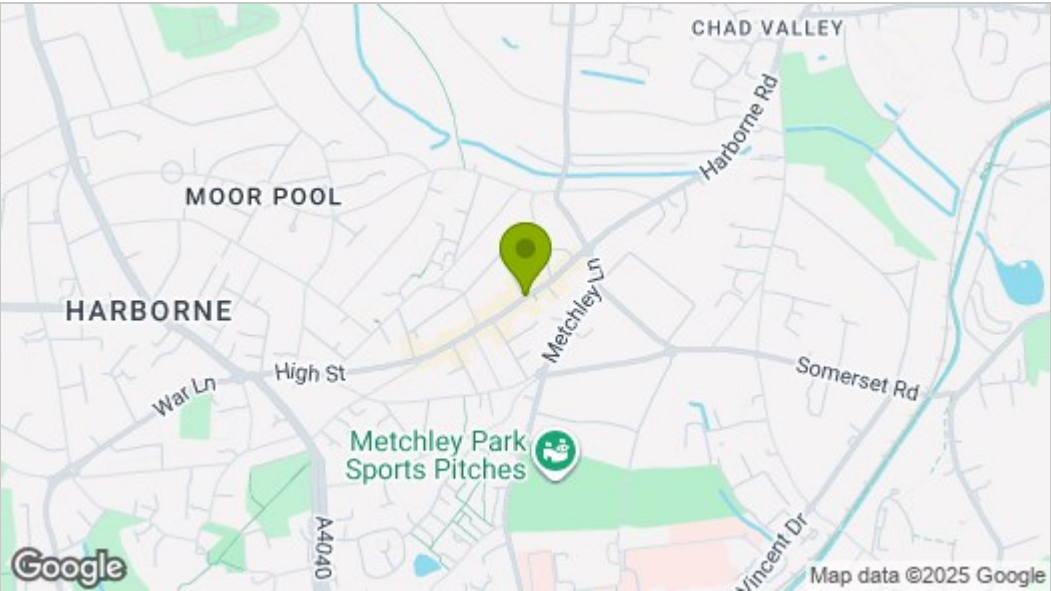 CHAD VALLEY
Harborne Rd
MOOR POOL
Metchley Ln
HARBORNE
High St
War Ln
Somerset Rd
Metchley Park
Sports Pitches
A4040
Vincent Dr
Google
Map data ©2025 Google